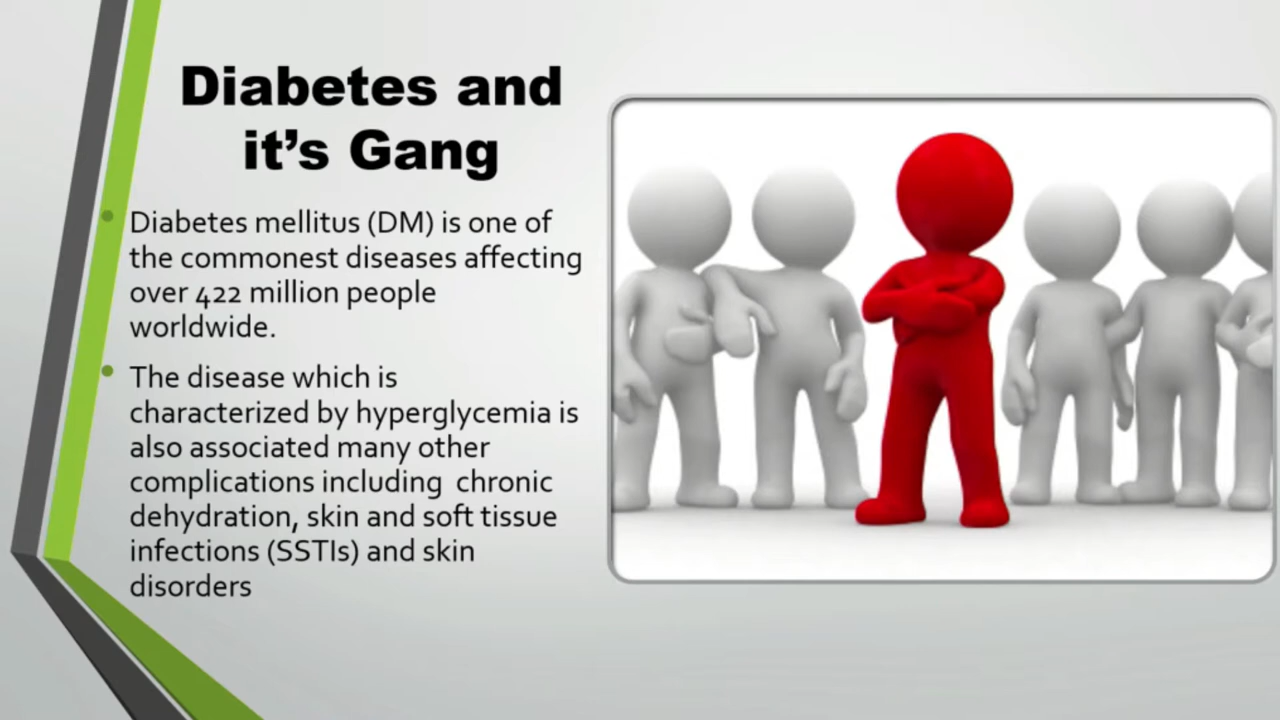 Diabetes and
it’s Gang
Diabetes mellitus (DM) is one of
the commonest diseases affecting
over 422 million people
worldwide.
The disease which is
characterized by hyperglycemia is
also associated many other
complications including  chronic
dehydration, skin and soft tissue
infections (SSTIs) and skin
disorders